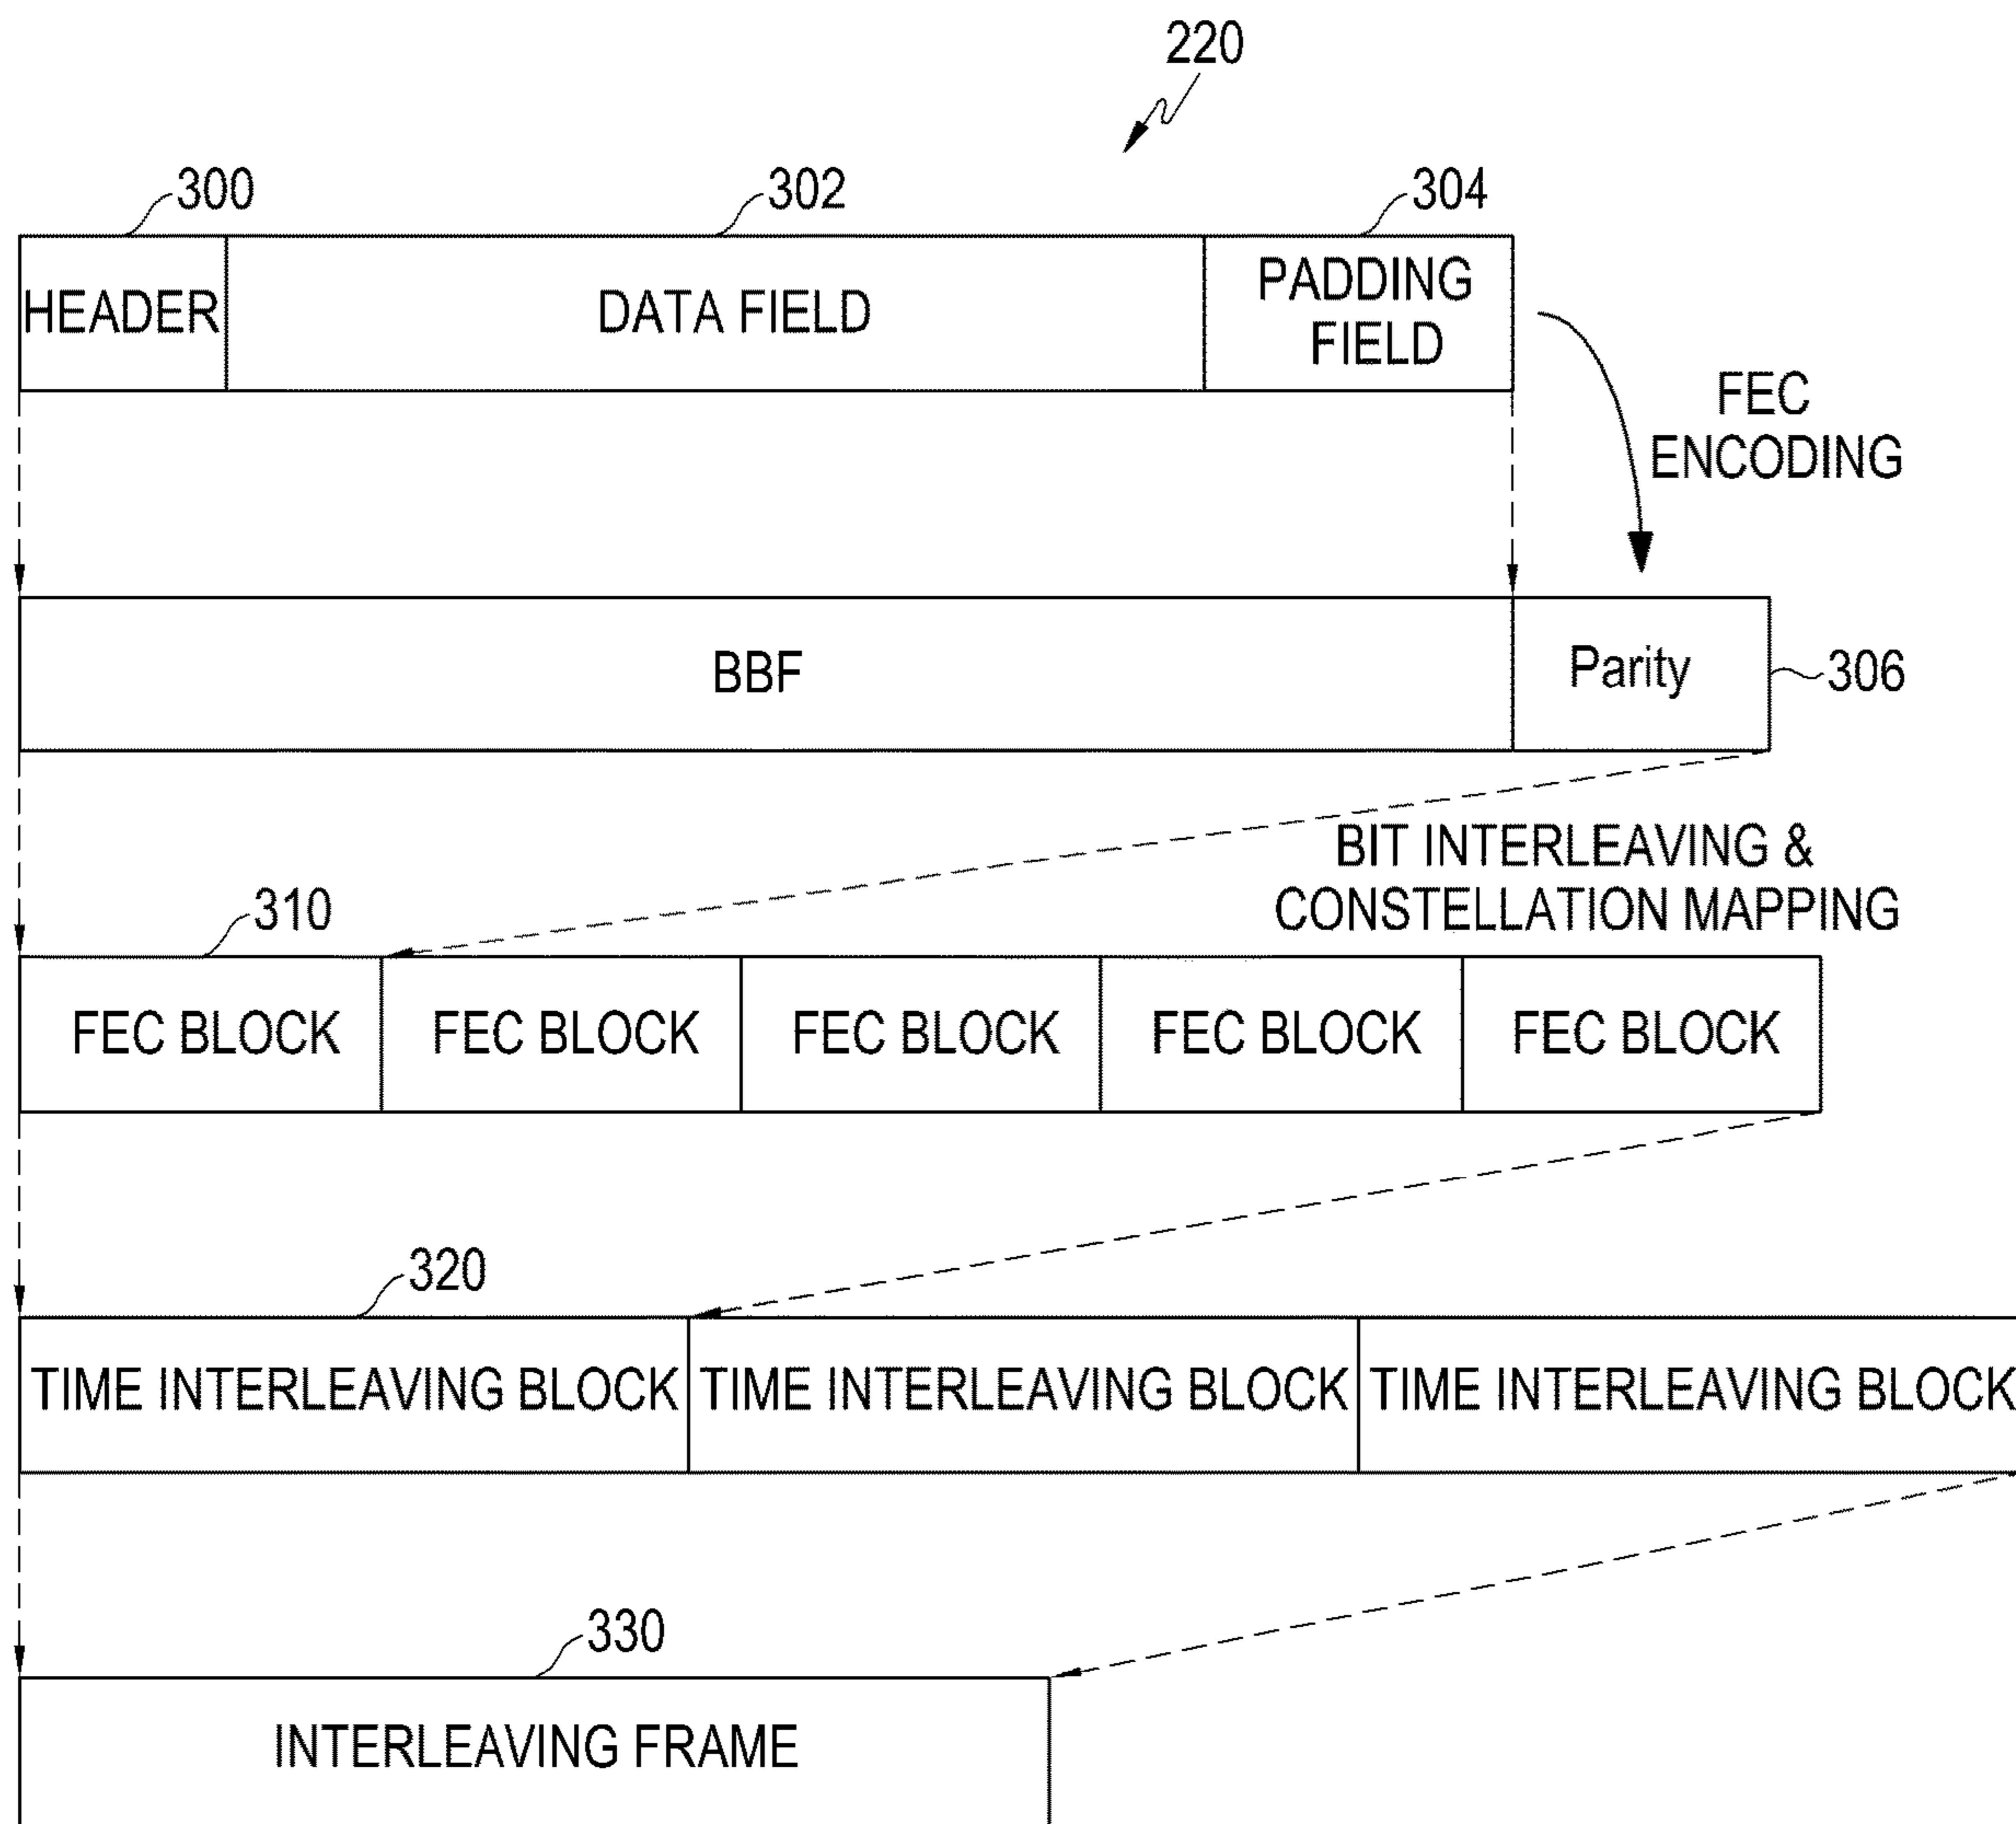 220
300
302
304
HEADER
DATA FIELD
PADDING
FIELD
FEC
ENCODING
BBF
Parity
306
BIT INTERLEAVING &
CONSTELLATION MAPPING
310
FEC BLOCK
FEC BLOCK
FEC BLOCK
FEC BLOCK
FEC BLOCK
320
TIME INTERLEAVING BLOCK
TIME INTERLEAVING BLOCK
TIME INTERLEAVING BLOCK
330
INTERLEAVING FRAME